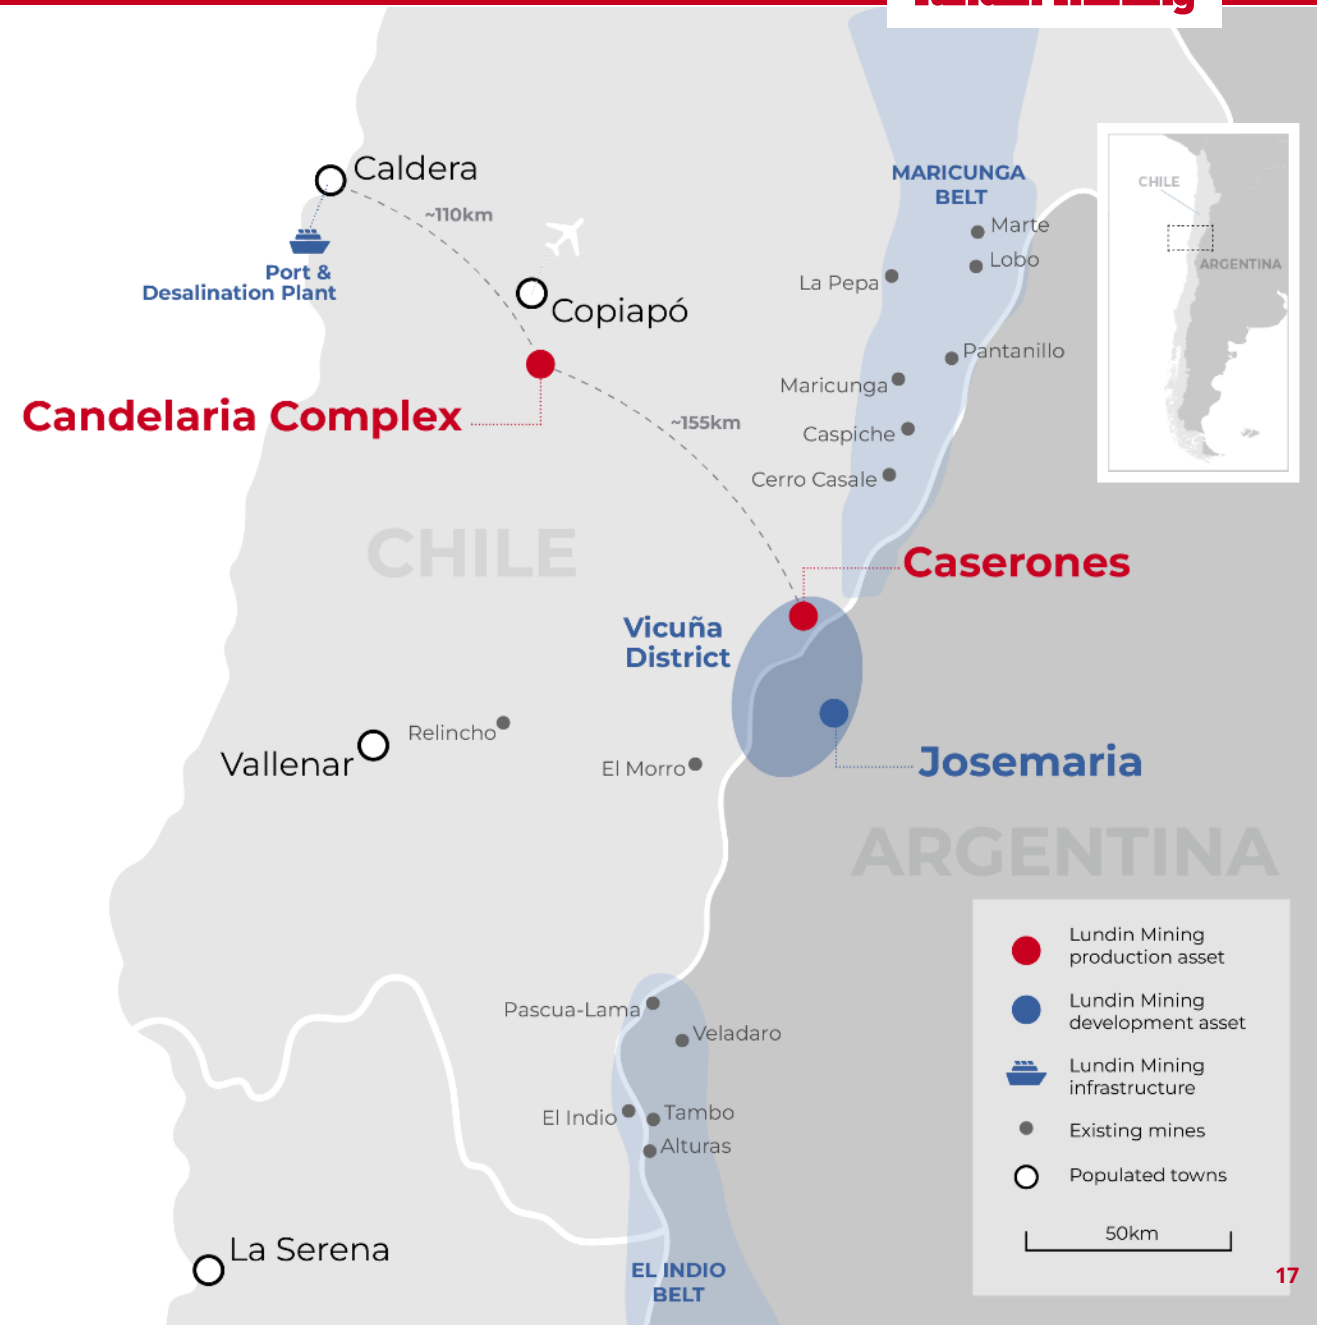 Caldera
~110km
MARICUNGA
BELT
CHILE
ARGENTINA
Marte
Lobo
La Pepa
Port &
Desalination Plant
Copiapó
Pantanillo
Maricunga
Candelaria Complex
~155km
Caspiche
Cerro Casale
CHILE
Caserones
Vicuña
District
Relincho
Vallenar
El Morro
Josemaria
ARGENTINA
Lundin Mining
production asset
Lundin Mining
development asset
Lundin Mining
infrastructure
Existing mines
Populated towns
50km
Pascua-Lama
Veladaro
El Indio
Tambo
Alturas
La Serena
EL INDIO
BELT
17